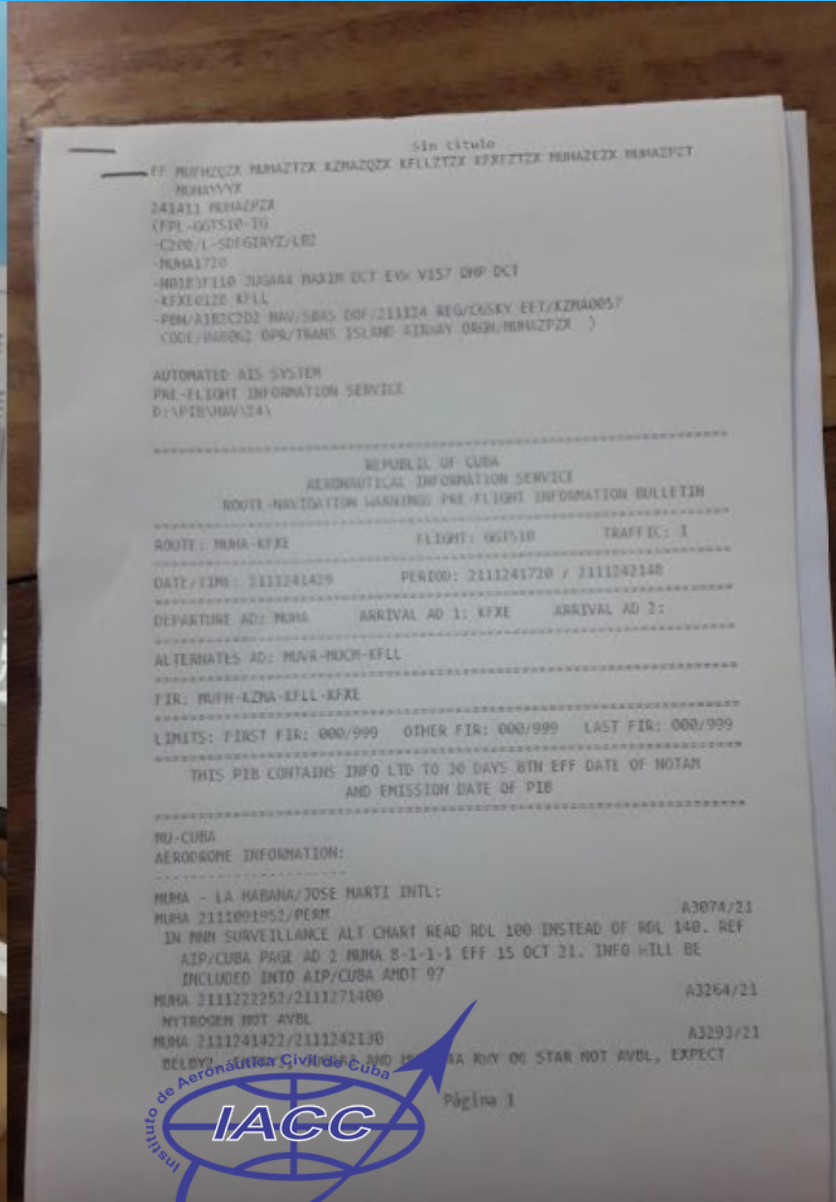 Sin título
FF MUFHZQZX MUHAZTZX KZMAZQZX KFLLZTZX KFXEZTZX MUHAZEZX MUHAZPZT
MUHAYVYX
241411 MUHAZPZX
(FPL-GGT510-IG
-C208/L-SDFGIRYZ/LB2
-MUHA1720
-N0183F110 JUGAR4 MAXIM DCT EYW V157 DHP DCT
-KFXE0128 KFLL
-PBN/A1B2C2D2 NAV/SBAS DOF/211124 REG/C6SKY EET/KZMA0057
OPR/TRANS ISLAND AIRWAY ORGN/MUHAZPZX )
AUTOMATED AIS SYSTEM
PRE-FLIGHT INFORMATION SERVICE
D:\PIB\NAV\24\
REPUBLIC OF CUBA
AERONAUTICAL INFORMATION SERVICE
ROUTE-NAVIGATION WARNINGS PRE-FLIGHT INFORMATION BULLETIN
ROUTE: MUHA-KFXE FLIGHT: GGT510 TRAFFIC: I
DATE/TIME: 2111241429 PERIOD: 2111241720 / 2111242148
DEPARTURE AD: MUHA ARRIVAL AD 1: KFXE ARRIVAL AD 2:
ALTERNATES AD: MUVR-MUCM-KFLL
FIR: MUFH-KZMA-KFLL-KFXE
LIMITS: FIRST FIR: 000/999 OTHER FIR: 000/999 LAST FIR: 000/999
THIS PIB CONTAINS INFO LTD TO 30 DAYS BTN EFF DATE OF NOTAM
AND EMISSION DATE OF PIB
MU-CUBA
AERODROME INFORMATION:
MUHA - LA HABANA/JOSE MARTI INTL:
MUHA 2111091952/PERM A3074/21
IN MNM SURVEILLANCE ALT CHART READ RDL 100 INSTEAD OF RDL 140. REF
AIP/CUBA PAGE AD 2 MUHA 8-1-1-1 EFF 15 OCT 21. INFO WILL BE
INCLUDED INTO AIP/CUBA AMDT 97
MUHA 2111222252/2111271400 A3264/21
NYTROGEN NOT AVBL
MUHA 2111241422/2111242130 A3293/21
BELBY2, AND RWY 06 STAR NOT AVBL, EXPECT
Página 1
Instituto de Aeronáutica Civil de Cuba
IACC